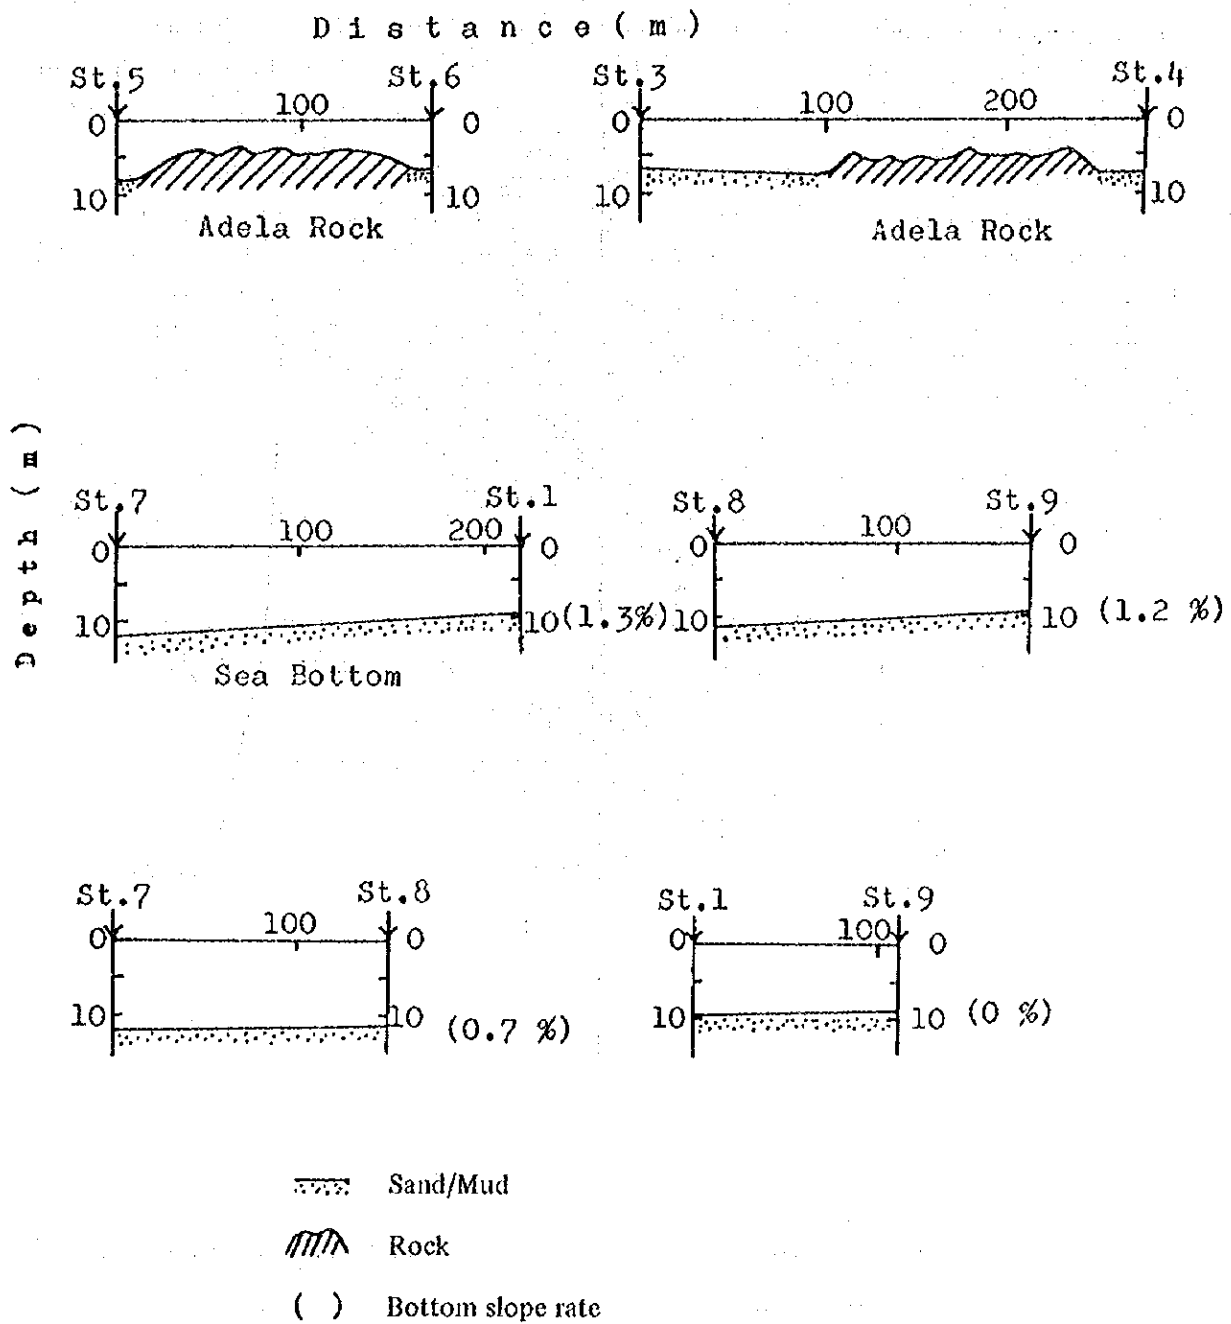 Distance(m)
St.5 St.6 St.3 St.4
100 100 200
0 0 0 0
10 10 10 10
Adela Rock Adela Rock
Depth(m)
St.7 St.1 St.8 St.9
100 200 100
0 0 0 0
10 10(1.3%) 10 10 (1.2 %)
Sea Bottom
St.7 St.8 St.1 St.9
100 100
0 0 0 0
10 10 (0.7 %) 10 10 (0 %)
Sand/Mud
Rock
( ) Bottom slope rate